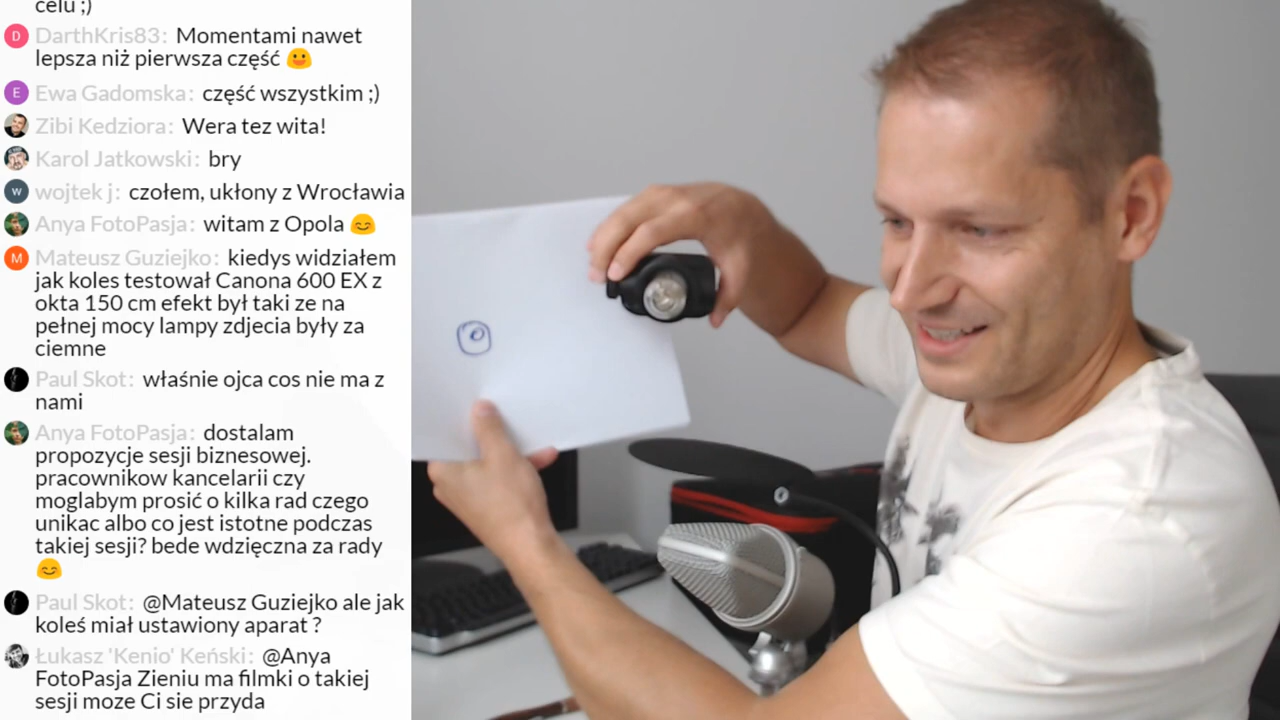 celu ;)
DarthKris83: Momentami nawet
lepsza niż pierwsza część 😃
Ewa Gadomska: część wszystkim ;)
Zibi Kedziora: Wera tez wita!
Karol Jatkowski: bry
wojtek j: czołem, ukłony z Wrocławia
Anya FotoPasja: witam z Opola 😊
Mateusz Guziejko: kiedys widziałem
jak koles testował Canona 600 EX z
okta 150 cm efekt był taki ze na
pełnej mocy lampy zdjecia były za
ciemne
Paul Skot: właśnie ojca cos nie ma z
nami
Anya FotoPasja: dostalam
propozycje sesji biznesowej.
pracownikow kancelarii czy
moglabym prosić o kilka rad czego
unikac albo co jest istotne podczas
takiej sesji? bede wdzięczna za rady
😊
Paul Skot: @Mateusz Guziejko ale jak
koleś miał ustawiony aparat ?
Łukasz 'Kenio' Keński: @Anya
FotoPasja Zieniu ma filmki o takiej
sesji moze Ci sie przyda